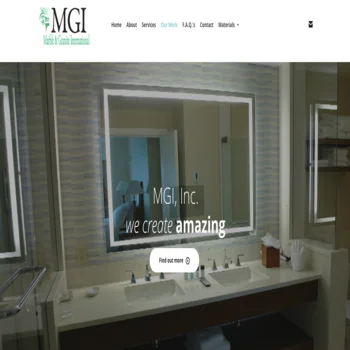 MGI
Marble & Granite International
Home About Services Our Work F.A.Q.'s Contact Materials
MGI, Inc.
we create amazing
Find out more